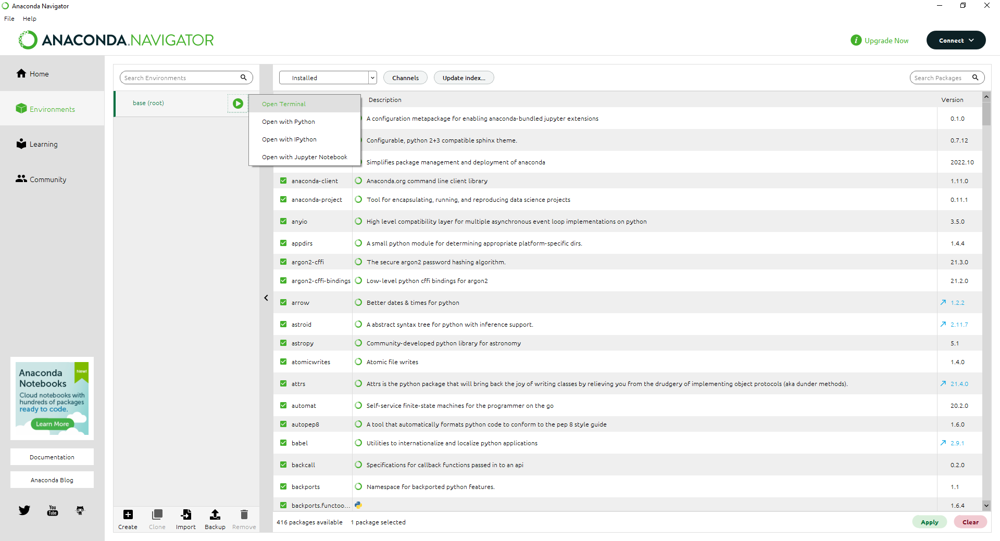 Anaconda Navigator
File Help
ANACONDA.NAVIGATOR
Upgrade Now
Connect
Home
Environments
Learning
Community
Search Environments
base (root)
Open Terminal
Open with Python
Open with IPython
Open with Jupyter Notebook
Installed
Channels
Update index...
Search Packages
Description Version
A configuration metapackage for enabling anaconda-bundled jupyter extensions 0.1.0
Configurable, python 2+3 compatible sphinx theme. 0.7.12
Simplifies package management and deployment of anaconda 2022.10
anaconda-client Anaconda.org command line client library 1.11.0
anaconda-project Tool for encapsulating, running, and reproducing data science projects 0.11.1
anyio High level compatibility layer for multiple asynchronous event loop implementations on python 3.5.0
appdirs A small python module for determining appropriate platform-specific dirs. 1.4.4
argon2-cffi The secure argon2 password hashing algorithm. 21.3.0
argon2-cffi-bindings Low-level python cffi bindings for argon2 21.2.0
arrow Better dates & times for python 1.2.2
astroid A abstract syntax tree for python with inference support. 2.11.7
astropy Community-developed python library for astronomy 5.1
atomicwrites Atomic file writes 1.4.0
attrs Attrs is the python package that will bring back the joy of writing classes by relieving you from the drudgery of implementing object protocols (aka dunder methods). 21.4.0
automat Self-service finite-state machines for the programmer on the go 20.2.0
autopep8 A tool that automatically formats python code to conform to the pep 8 style guide 1.6.0
babel Utilities to internationalize and localize python applications 2.9.1
backcall Specifications for callback functions passed in to an api 0.2.0
backports Namespace for backported python features. 1.1
backports.functoo... 1.6.4
Anaconda
Notebooks
New!
Cloud notebooks with
hundreds of packages
ready to code.
Learn More
Documentation
Anaconda Blog
You
Tube
Create Clone Import Backup Remove
416 packages available 1 package selected
Apply Clear